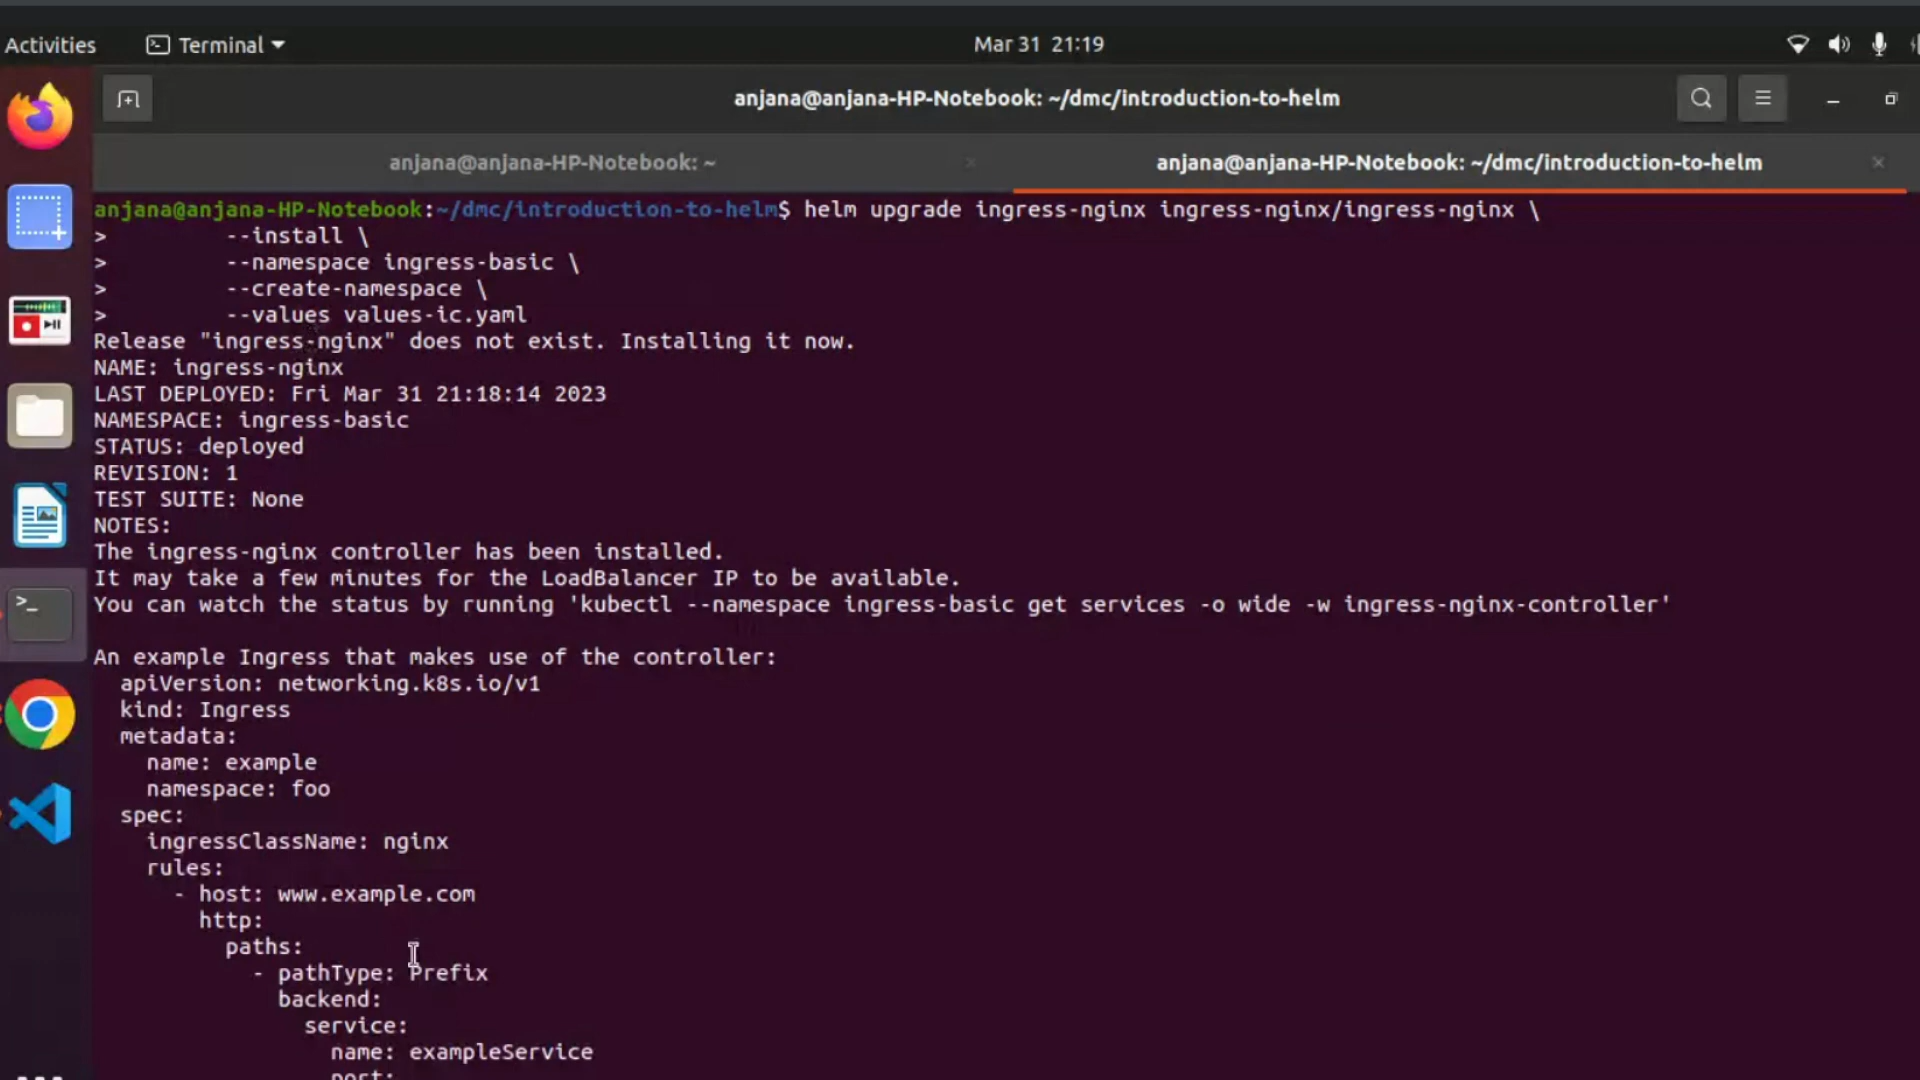 Activities
Terminal
Mar 31 21:19
anjana@anjana-HP-Notebook: ~/dmc/introduction-to-helm
anjana@anjana-HP-Notebook: ~
anjana@anjana-HP-Notebook: ~/dmc/introduction-to-helm
anjana@anjana-HP-Notebook:~/dmc/introduction-to-helm$ helm upgrade ingress-nginx ingress-nginx/ingress-nginx \
>         --install \
>         --namespace ingress-basic \
>         --create-namespace \
>         --values values-ic.yaml
Release "ingress-nginx" does not exist. Installing it now.
NAME: ingress-nginx
LAST DEPLOYED: Fri Mar 31 21:18:14 2023
NAMESPACE: ingress-basic
STATUS: deployed
REVISION: 1
TEST SUITE: None
NOTES:
The ingress-nginx controller has been installed.
It may take a few minutes for the LoadBalancer IP to be available.
You can watch the status by running 'kubectl --namespace ingress-basic get services -o wide -w ingress-nginx-controller'
An example Ingress that makes use of the controller:
  apiVersion: networking.k8s.io/v1
  kind: Ingress
  metadata:
    name: example
    namespace: foo
  spec:
    ingressClassName: nginx
    rules:
      - host: www.example.com
        http:
          paths:
            - pathType: Prefix
              backend:
                service:
                  name: exampleService
                  port: